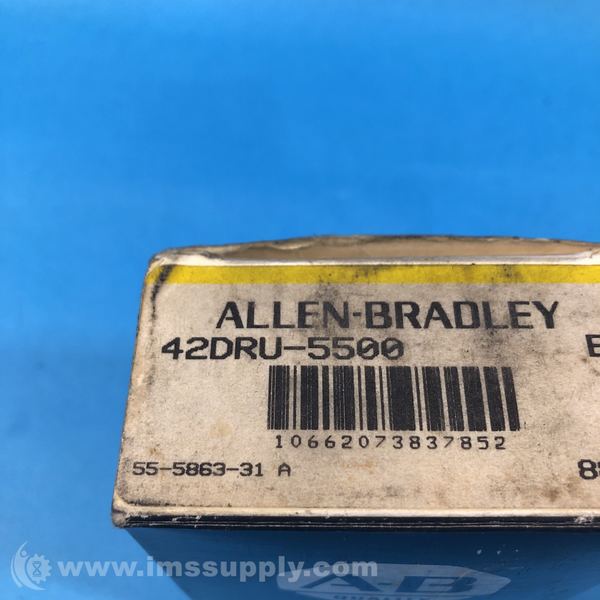 ALLEN-BRADLEY
42DRU-5500
10662073837852
55-5863-31 A
A-B
www.imssupply.com